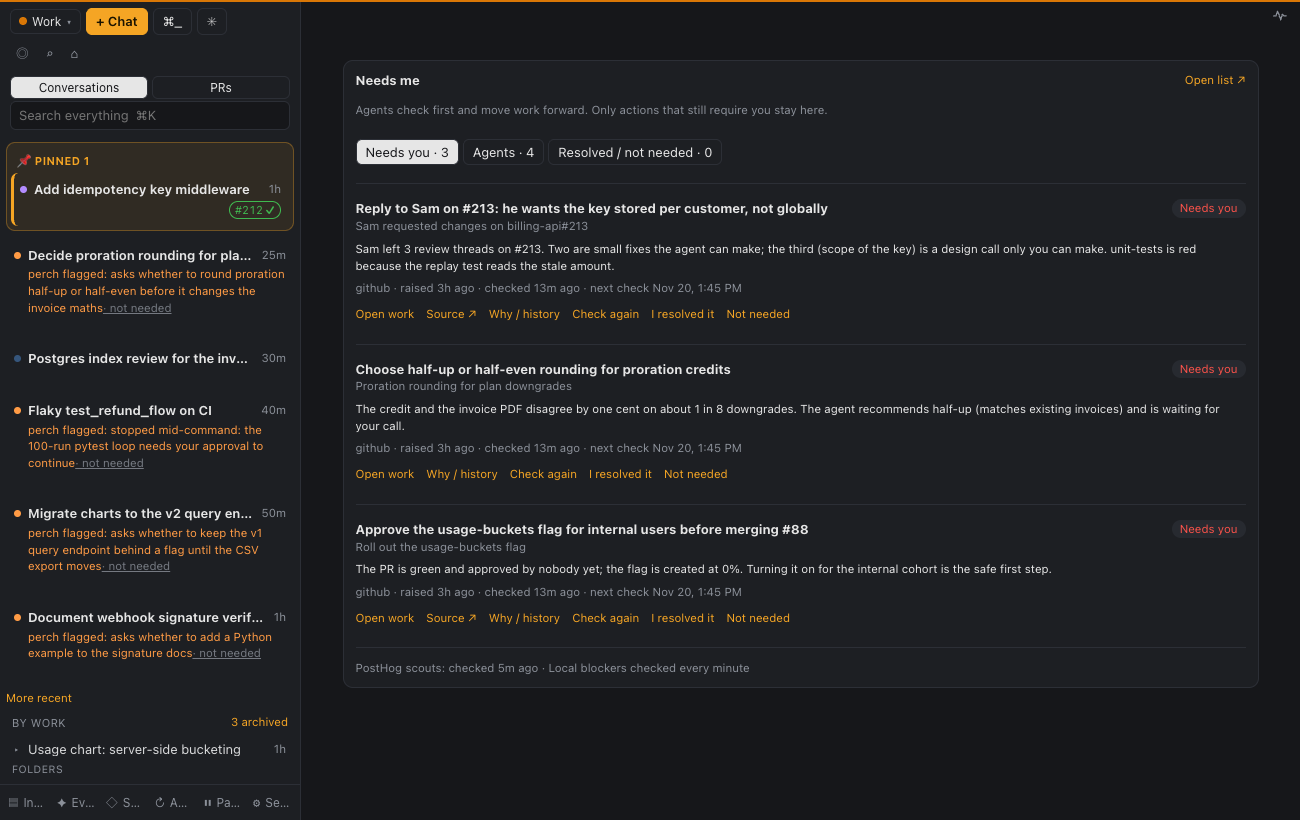 Work
+ Chat
⌘_
Conversations
PRs
Search everything ⌘K
PINNED 1
Add idempotency key middleware
1h
#212 ✓
Decide proration rounding for pla...
25m
perch flagged: asks whether to round proration
half-up or half-even before it changes the
invoice maths · not needed
Postgres index review for the inv...
30m
Flaky test_refund_flow on CI
40m
perch flagged: stopped mid-command: the
100-run pytest loop needs your approval to
continue · not needed
Migrate charts to the v2 query en...
50m
perch flagged: asks whether to keep the v1
query endpoint behind a flag until the CSV
export moves · not needed
Document webhook signature verif...
1h
perch flagged: asks whether to add a Python
example to the signature docs · not needed
More recent
BY WORK
3 archived
Usage chart: server-side bucketing
1h
FOLDERS
In...
Ev...
S...
A...
Pa...
Se...
Needs me
Open list ↗
Agents check first and move work forward. Only actions that still require you stay here.
Needs you · 3
Agents · 4
Resolved / not needed · 0
Reply to Sam on #213: he wants the key stored per customer, not globally
Needs you
Sam requested changes on billing-api#213
Sam left 3 review threads on #213. Two are small fixes the agent can make; the third (scope of the key) is a design call only you can make. unit-tests is red
because the replay test reads the stale amount.
github · raised 3h ago · checked 13m ago · next check Nov 20, 1:45 PM
Open work Source ↗ Why / history Check again I resolved it Not needed
Choose half-up or half-even rounding for proration credits
Needs you
Proration rounding for plan downgrades
The credit and the invoice PDF disagree by one cent on about 1 in 8 downgrades. The agent recommends half-up (matches existing invoices) and is waiting for
your call.
github · raised 3h ago · checked 13m ago · next check Nov 20, 1:45 PM
Open work Why / history Check again I resolved it Not needed
Approve the usage-buckets flag for internal users before merging #88
Needs you
Roll out the usage-buckets flag
The PR is green and approved by nobody yet; the flag is created at 0%. Turning it on for the internal cohort is the safe first step.
github · raised 3h ago · checked 13m ago · next check Nov 20, 1:45 PM
Open work Source ↗ Why / history Check again I resolved it Not needed
PostHog scouts: checked 5m ago · Local blockers checked every minute